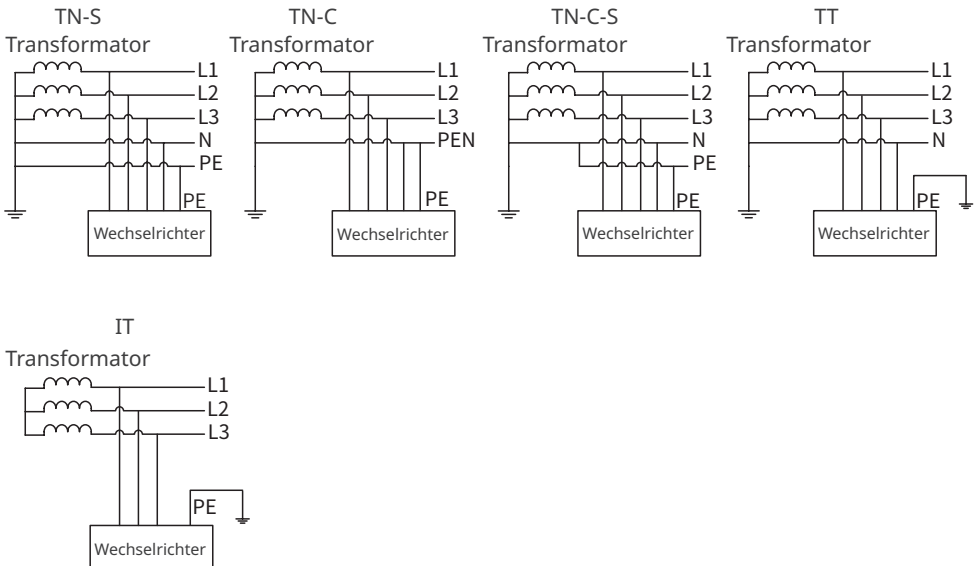 TN-S
Transformator
L1
L2
L3
N
PE
PE
Wechselrichter
TN-C
Transformator
L1
L2
L3
PEN
PE
Wechselrichter
TN-C-S
Transformator
L1
L2
L3
N
PE
PE
Wechselrichter
TT
Transformator
L1
L2
L3
N
PE
Wechselrichter
IT
Transformator
L1
L2
L3
PE
Wechselrichter